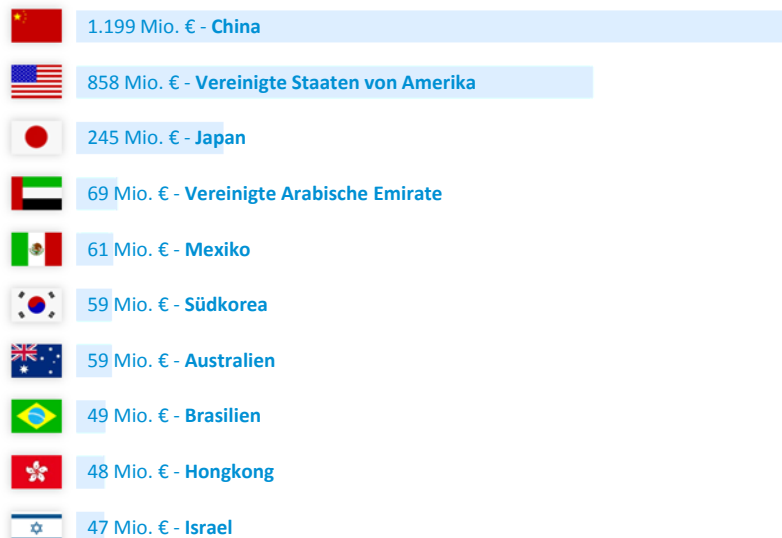 1.199 Mio. € - China
858 Mio. € - Vereinigte Staaten von Amerika
245 Mio. € - Japan
69 Mio. € - Vereinigte Arabische Emirate
61 Mio. € - Mexiko
59 Mio. € - Südkorea
59 Mio. € - Australien
49 Mio. € - Brasilien
48 Mio. € - Hongkong
47 Mio. € - Israel